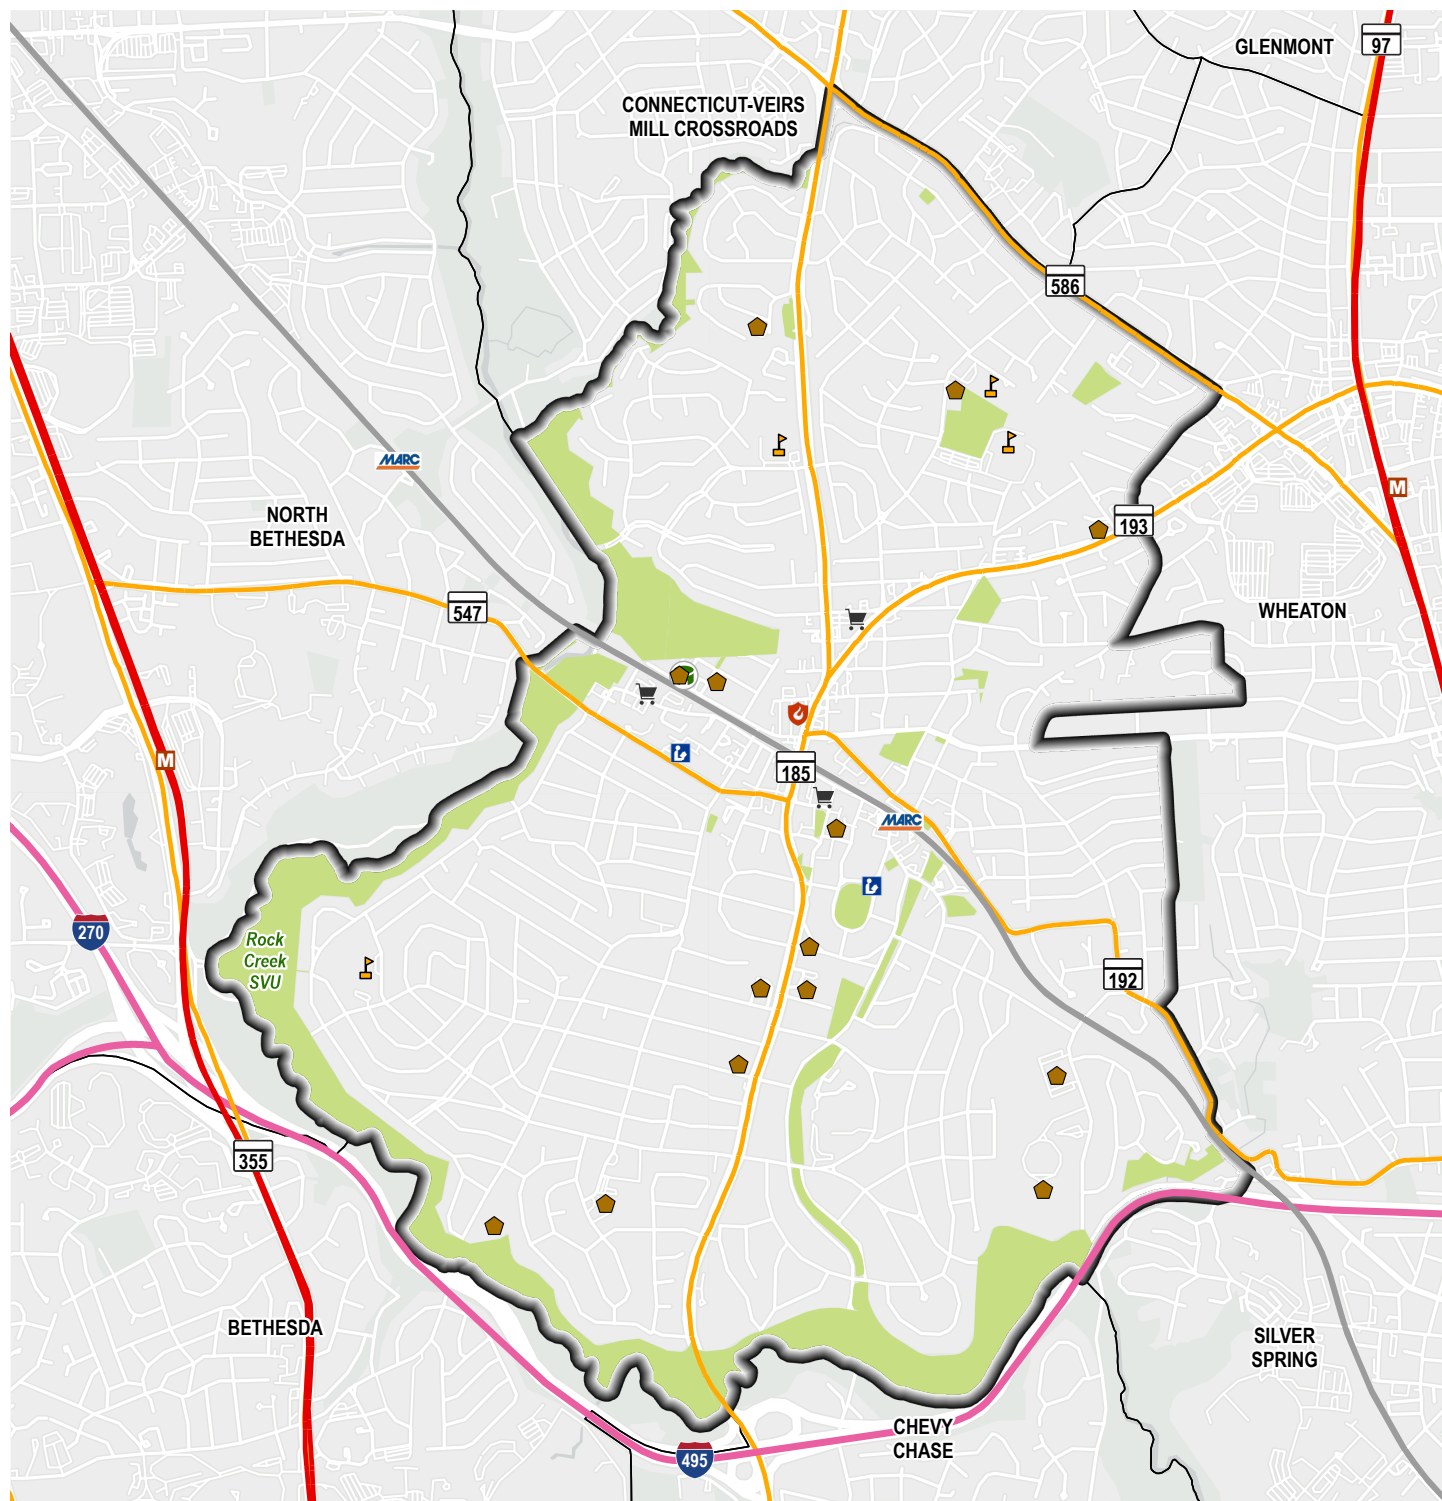 GLENMONT
97
CONNECTICUT-VEIRS
MILL CROSSROADS
586
MARC
M
NORTH
BETHESDA
193
547
WHEATON
M
185
MARC
270
Rock
Creek
SVU
192
355
BETHESDA
SILVER
SPRING
CHEVY
CHASE
495